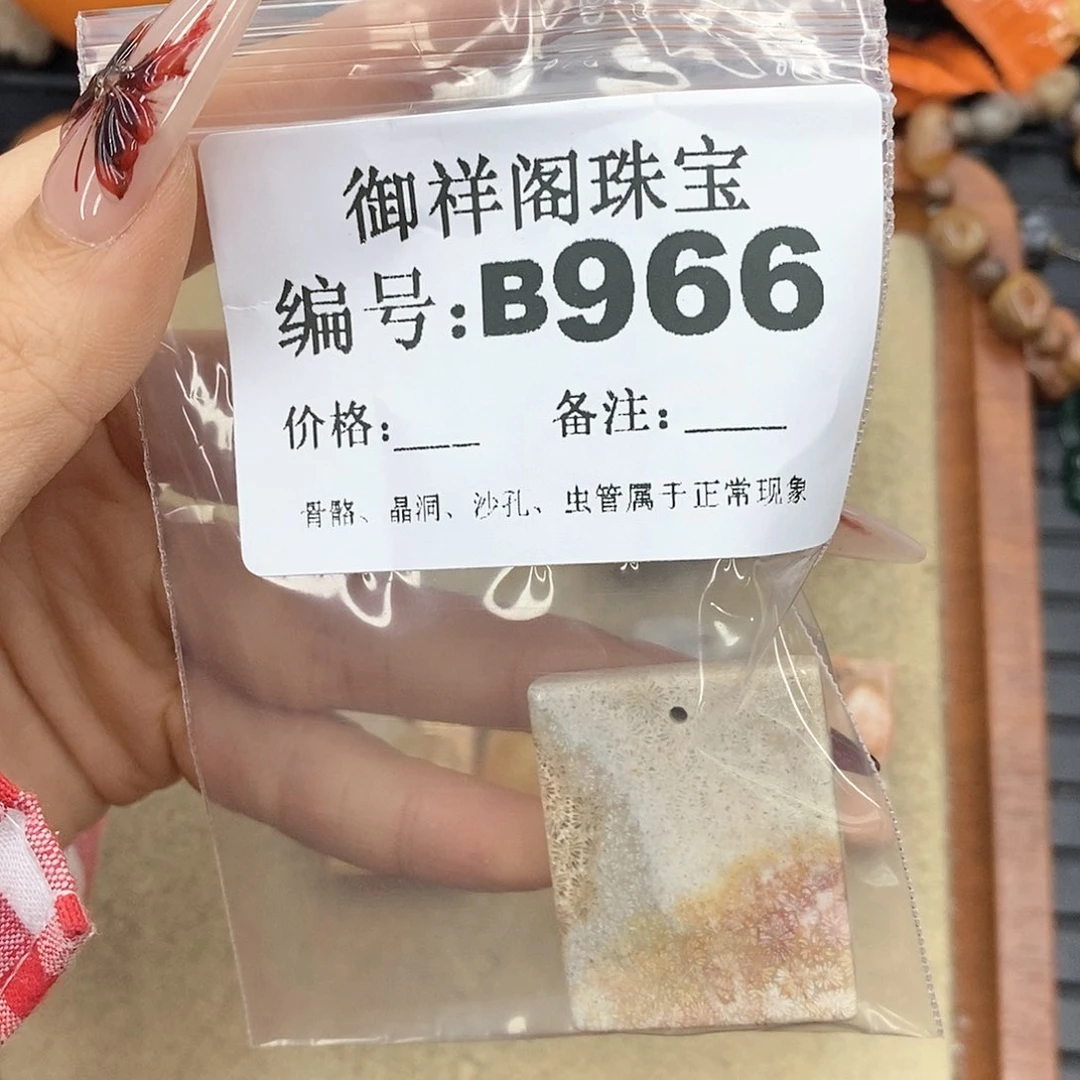 御祥阁珠宝
编号:B966
价格:___ 备注:____
骨骼、晶洞、沙孔、虫管属于正常现象